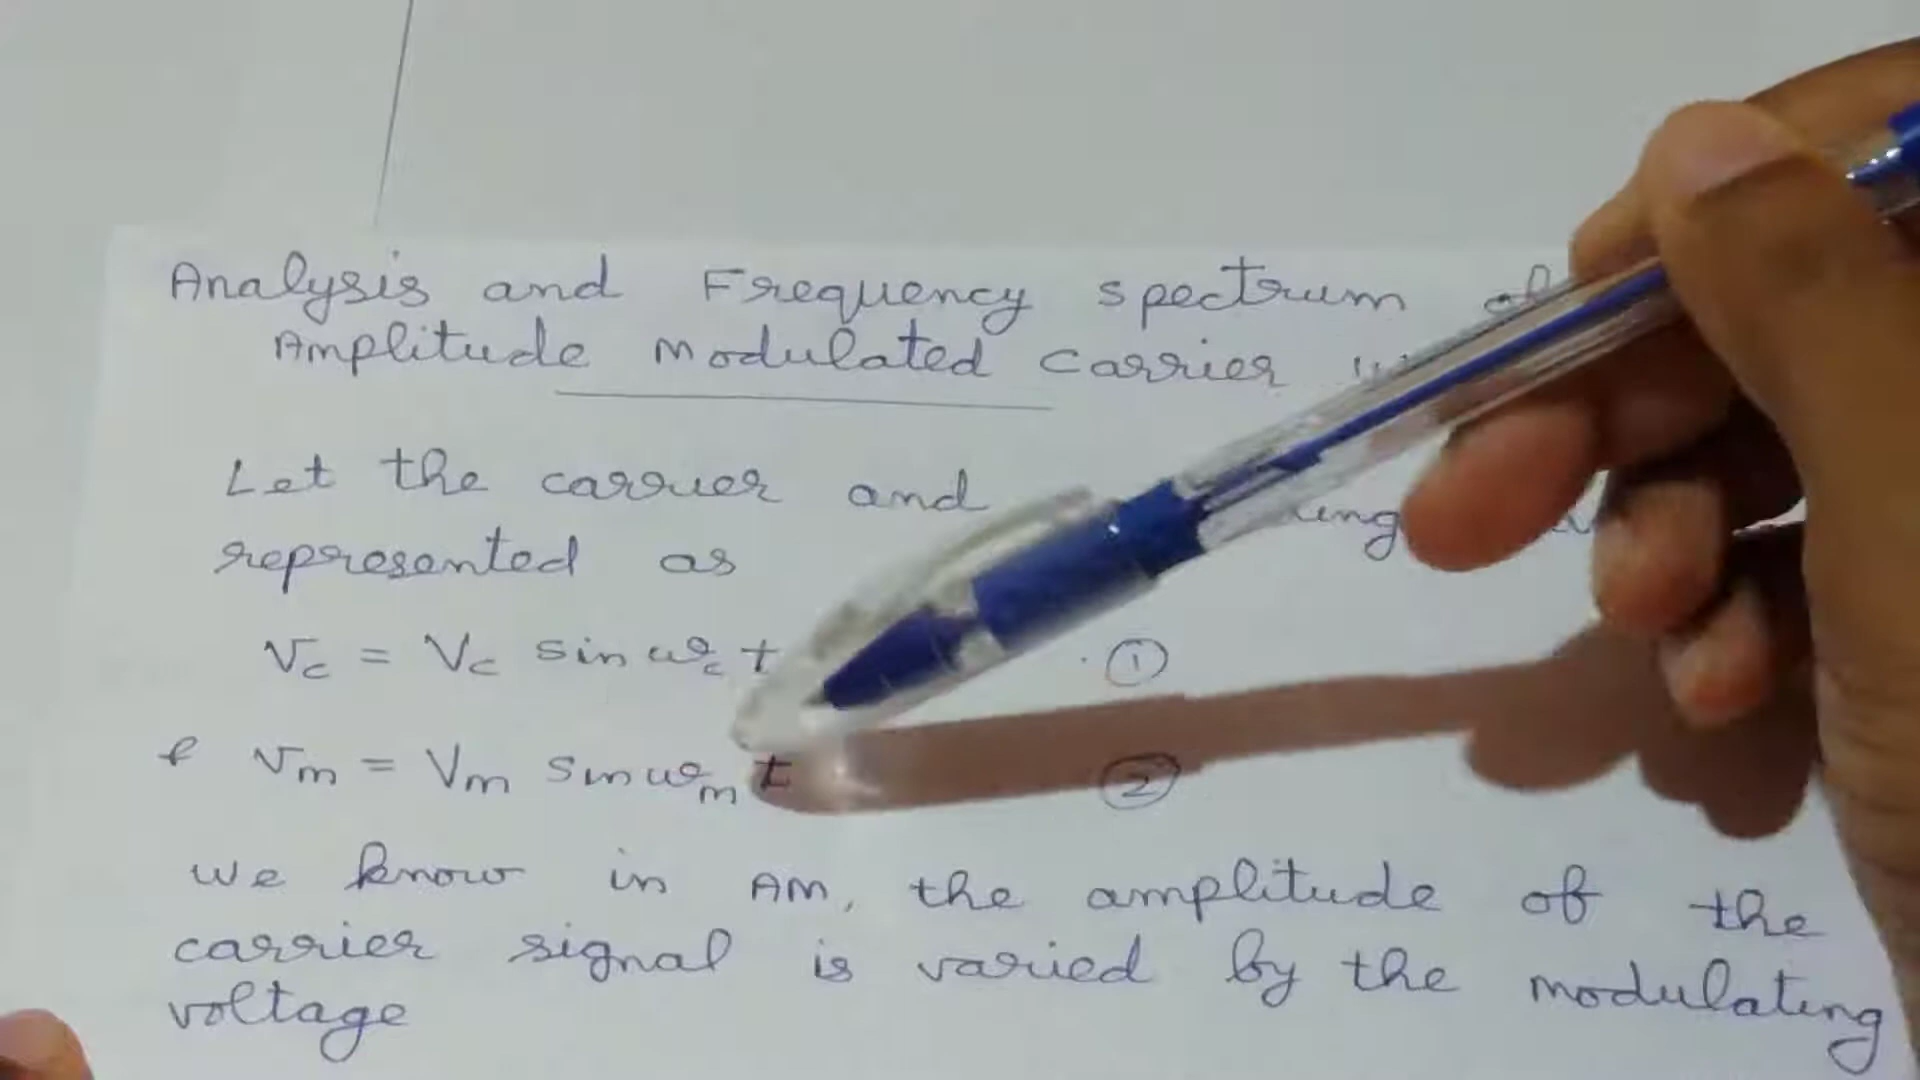 Analysis and Frequency spectrum of
Amplitude Modulated carrier
Let the carrier and
represented as
Vc = Vc sin ωc t ①
& Vm = Vm sin ωm t ②
We know in AM, the amplitude of the
carrier signal is varied by the modulating
voltage